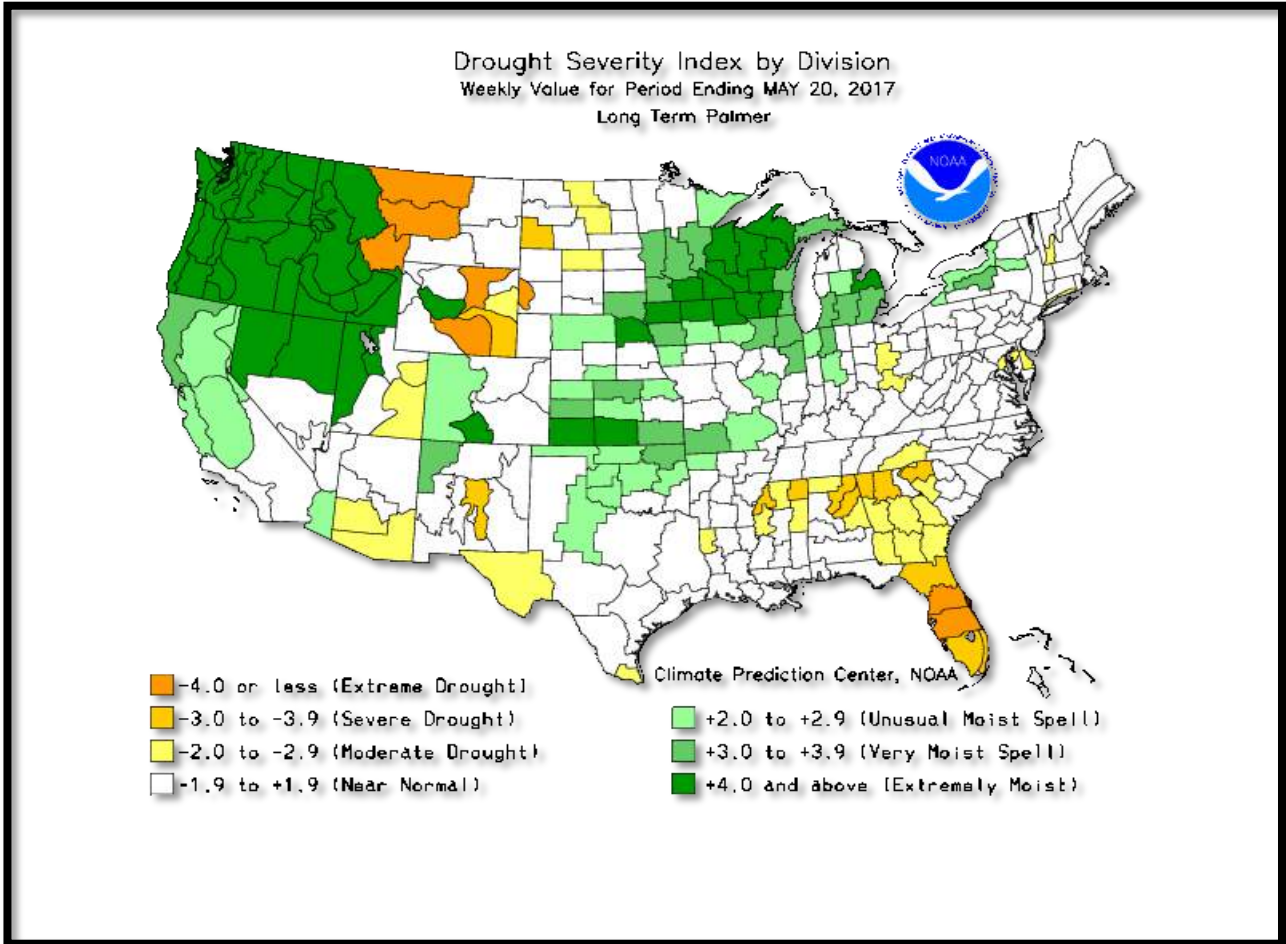 Drought Severity Index by Division
Weekly Value for Period Ending MAY 20, 2017
Long Term Palmer
NOAA
Climate Prediction Center, NOAA
-4.0 or less (Extreme Drought)
-3.0 to -3.9 (Severe Drought)
-2.0 to -2.9 (Moderate Drought)
-1.9 to +1.9 (Near Normal)
+2.0 to +2.9 (Unusual Moist Spell)
+3.0 to +3.9 (Very Moist Spell)
+4.0 and above (Extremely Moist)